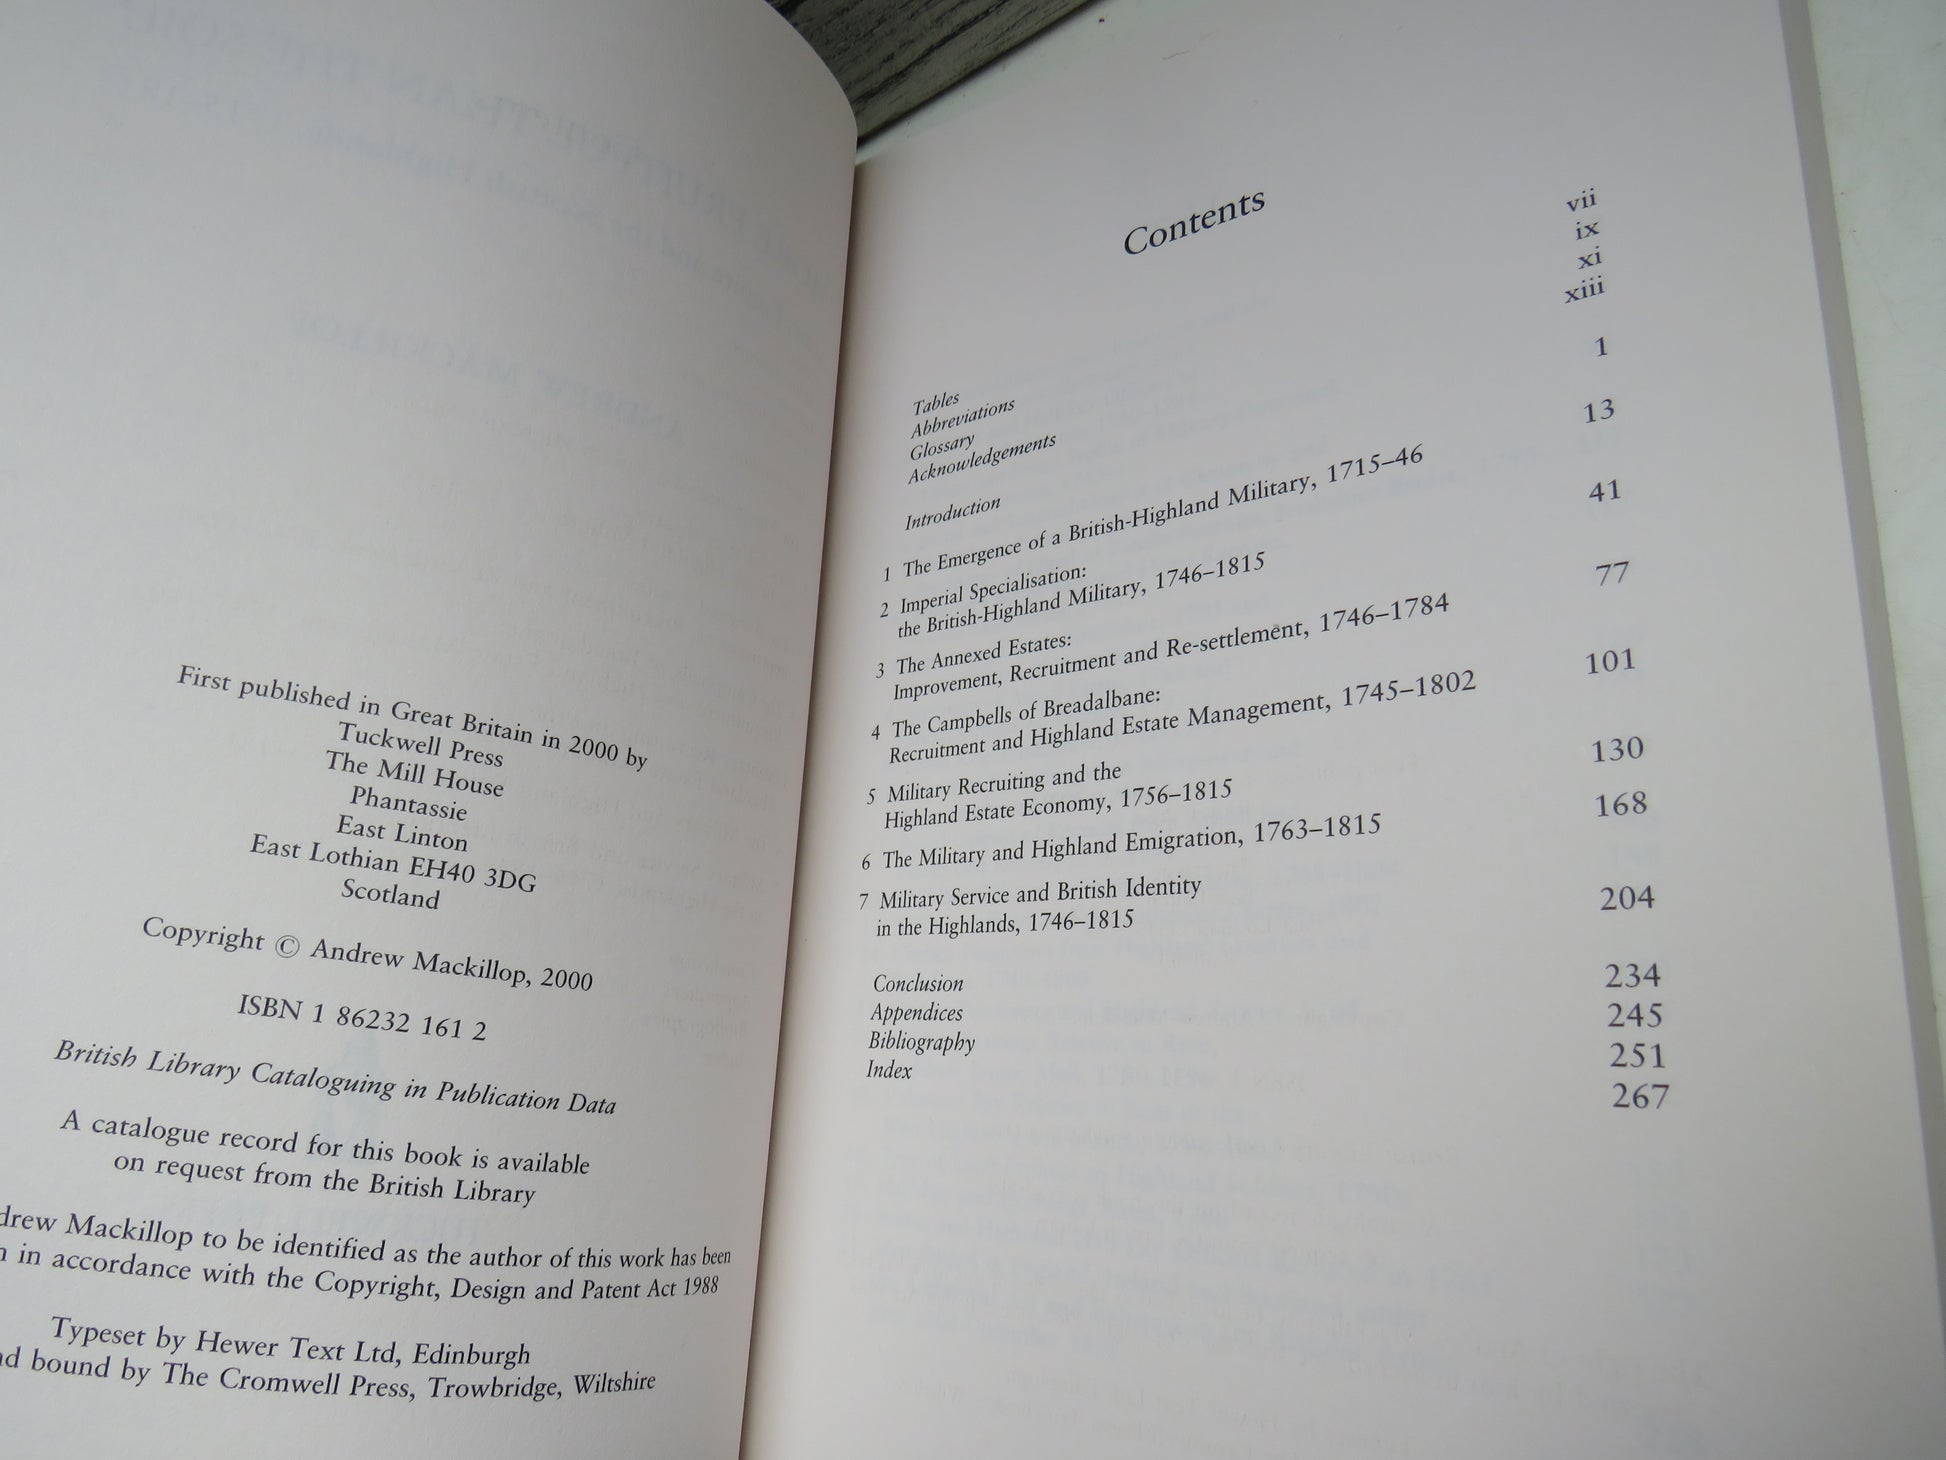 First published in Great Britain in 2000 by
Tuckwell Press
The Mill House
Phantassie
East Linton
East Lothian EH40 3DG
Scotland
Copyright © Andrew Mackillop, 2000
ISBN 1 86232 161 2
British Library Cataloguing in Publication Data
A catalogue record for this book is available
on request from the British Library
Mackillop to be identified as the author of this work has been
in accordance with the Copyright, Design and Patent Act 1988
Typeset by Hewer Text Ltd, Edinburgh
bound by The Cromwell Press, Trowbridge, Wiltshire
Contents
Tables vii
Abbreviations ix
Glossary xi
Acknowledgements xiii
Introduction 1
1 The Emergence of a British-Highland Military, 1715–46 13
2 Imperial Specialisation:
the British-Highland Military, 1746–1815 41
3 The Annexed Estates:
Improvement, Recruitment and Re-settlement, 1746–1784 77
4 The Campbells of Breadalbane:
Recruitment and Highland Estate Management, 1745–1802 101
5 Military Recruiting and the
Highland Estate Economy, 1756–1815 130
6 The Military and Highland Emigration, 1763–1815 168
7 Military Service and British Identity
in the Highlands, 1746–1815 204
Conclusion 234
Appendices 245
Bibliography 251
Index 267